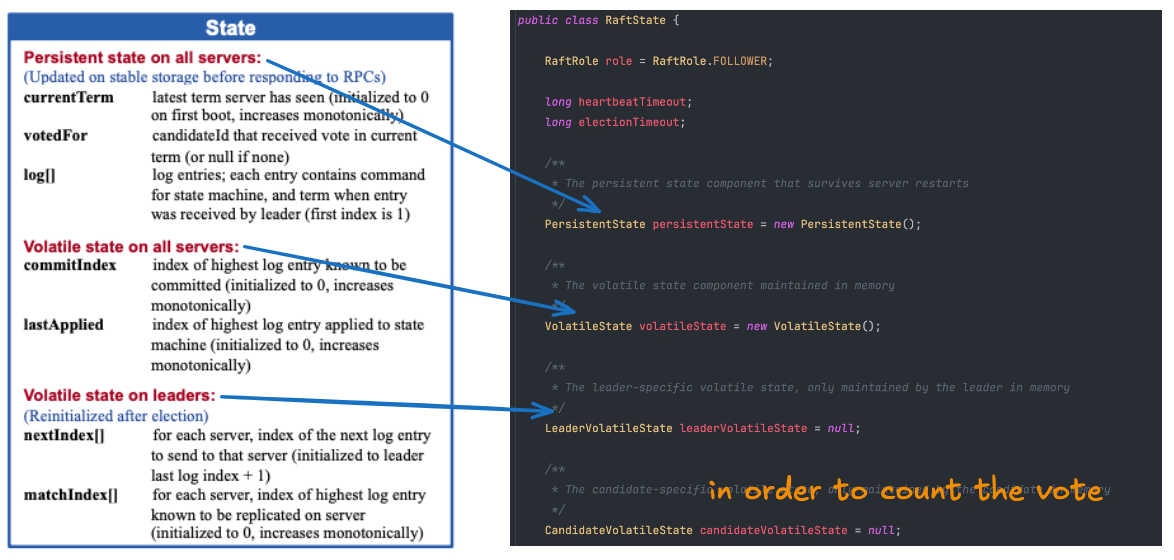 State
Persistent state on all servers:
(Updated on stable storage before responding to RPCs)
currentTerm latest term server has seen (initialized to 0
on first boot, increases monotonically)
votedFor candidateId that received vote in current
term (or null if none)
log[] log entries; each entry contains command
for state machine, and term when entry
was received by leader (first index is 1)
Volatile state on all servers:
commitIndex index of highest log entry known to be
committed (initialized to 0, increases
monotonically)
lastApplied index of highest log entry applied to state
machine (initialized to 0, increases
monotonically)
Volatile state on leaders:
(Reinitialized after election)
nextIndex[] for each server, index of the next log entry
to send to that server (initialized to leader
last log index + 1)
matchIndex[] for each server, index of highest log entry
known to be replicated on server
(initialized to 0, increases monotonically)
public class RaftState {
RaftRole role = RaftRole.FOLLOWER;
long heartbeatTimeout;
long electionTimeout;
/**
* The persistent state component that survives server restarts
*/
PersistentState persistentState = new PersistentState();
/**
* The volatile state component maintained in memory
*/
VolatileState volatileState = new VolatileState();
/**
* The leader-specific volatile state, only maintained by the leader in memory
*/
LeaderVolatileState leaderVolatileState = null;
/**
* The candidate-specific volatile state, only maintained by the candidate in memory
in order to count the vote
*/
CandidateVolatileState candidateVolatileState = null;